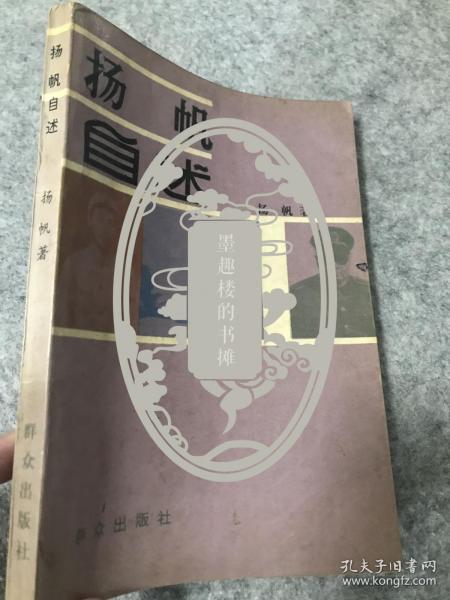 扬帆自述
扬帆著
群众出版社
扬帆
自述
扬帆著
墨趣楼的书摊
群众出版社
孔夫子旧书网
www.kongfz.com